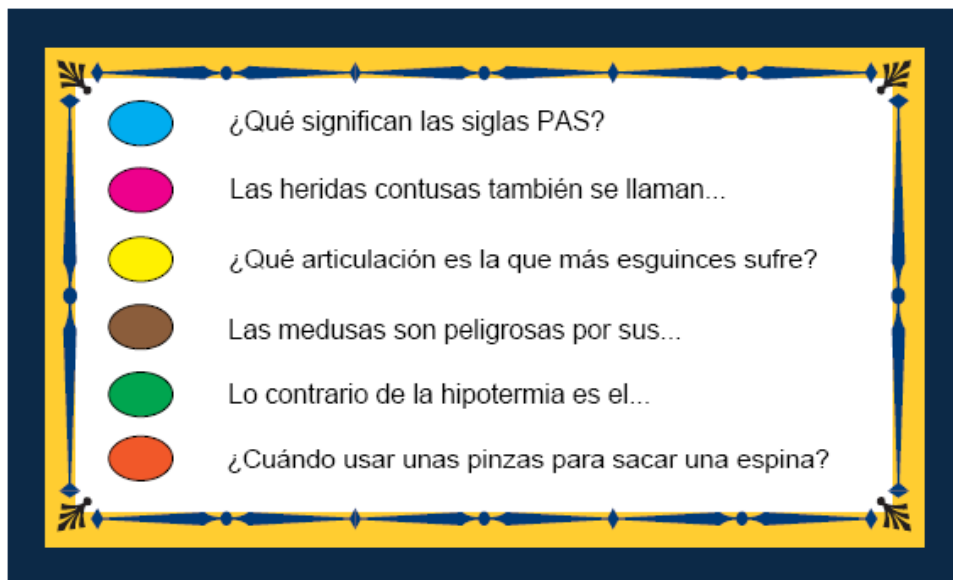 ¿Qué significan las siglas PAS?
Las heridas contusas también se llaman...
¿Qué articulación es la que más esguinces sufre?
Las medusas son peligrosas por sus...
Lo contrario de la hipotermia es el...
¿Cuándo usar unas pinzas para sacar una espina?